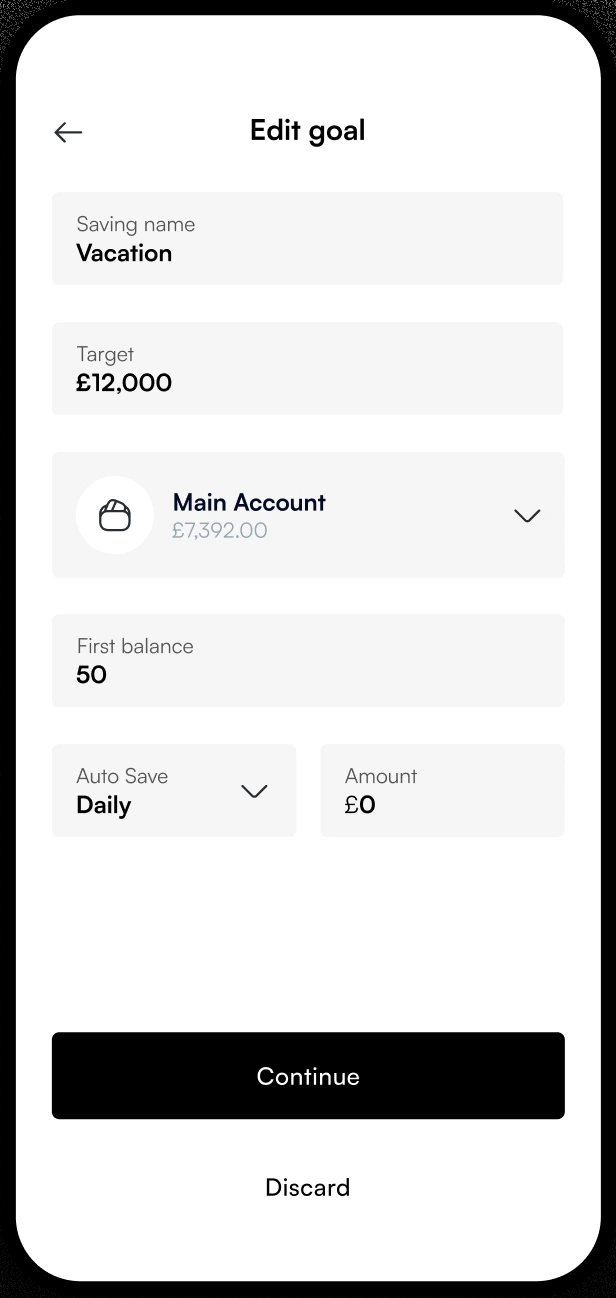 Edit goal
Saving name
Vacation
Target
£12,000
Main Account
£7,392.00
First balance
50
Auto Save
Daily
Amount
£0
Continue
Discard